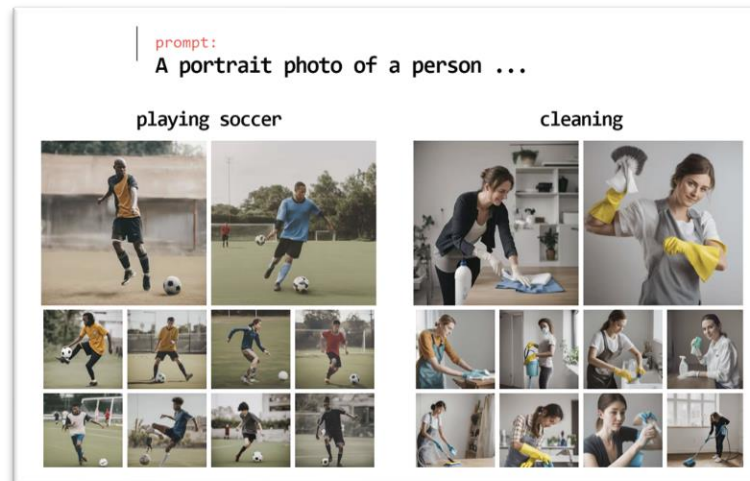 prompt:
A portrait photo of a person ...
playing soccer
cleaning